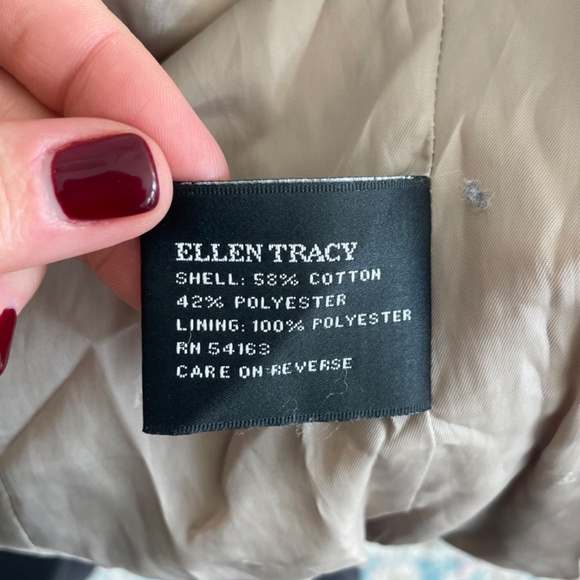 ELLEN TRACY
SHELL: 58% COTTON
42% POLYESTER
LINING: 100% POLYESTER
RN 54163
CARE ON REVERSE